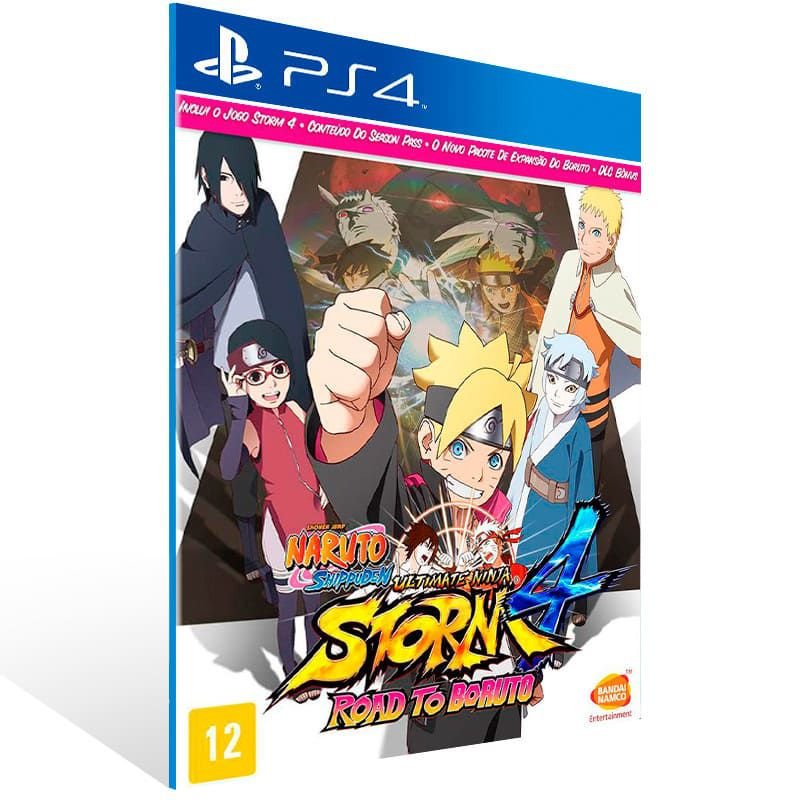 PS4
Inclui o Jogo Storm 4 • Conteúdo Do Season Pass • O Novo Pacote De Expansão Do Boruto • DLC Bônus
SHONEN JUMP
NARUTO
SHIPPUDEN
ULTIMATE NINJA
STORM 4
ROAD TO BORUTO
12
BANDAI
NAMCO
Entertainment
TM